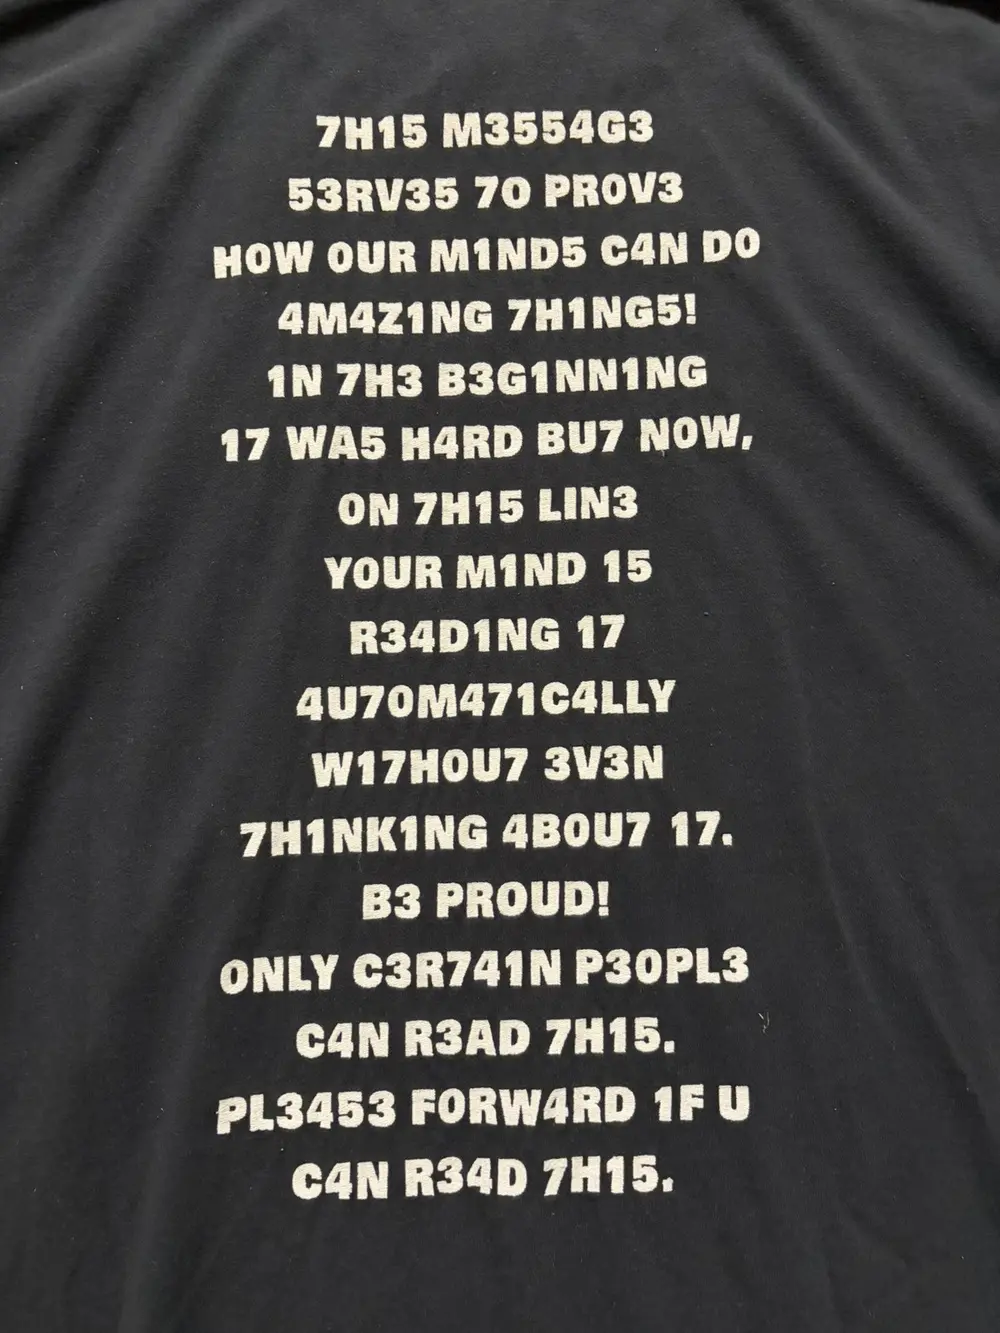 7H15 M3554G3
53RV35 7O PROV3
HOW OUR M1ND5 C4N DO
4M4Z1NG 7H1NG5!
1N 7H3 B3G1NN1NG
17 WA5 H4RD BU7 NOW,
ON 7H15 LIN3
YOUR M1ND 15
R34D1NG 17
4U7OM471C4LLY
W17HOU7 3V3N
7H1NK1NG 4BOU7 17.
B3 PROUD!
ONLY C3R741N P3OPL3
C4N R3AD 7H15.
PL3453 FORW4RD 1F U
C4N R34D 7H15.